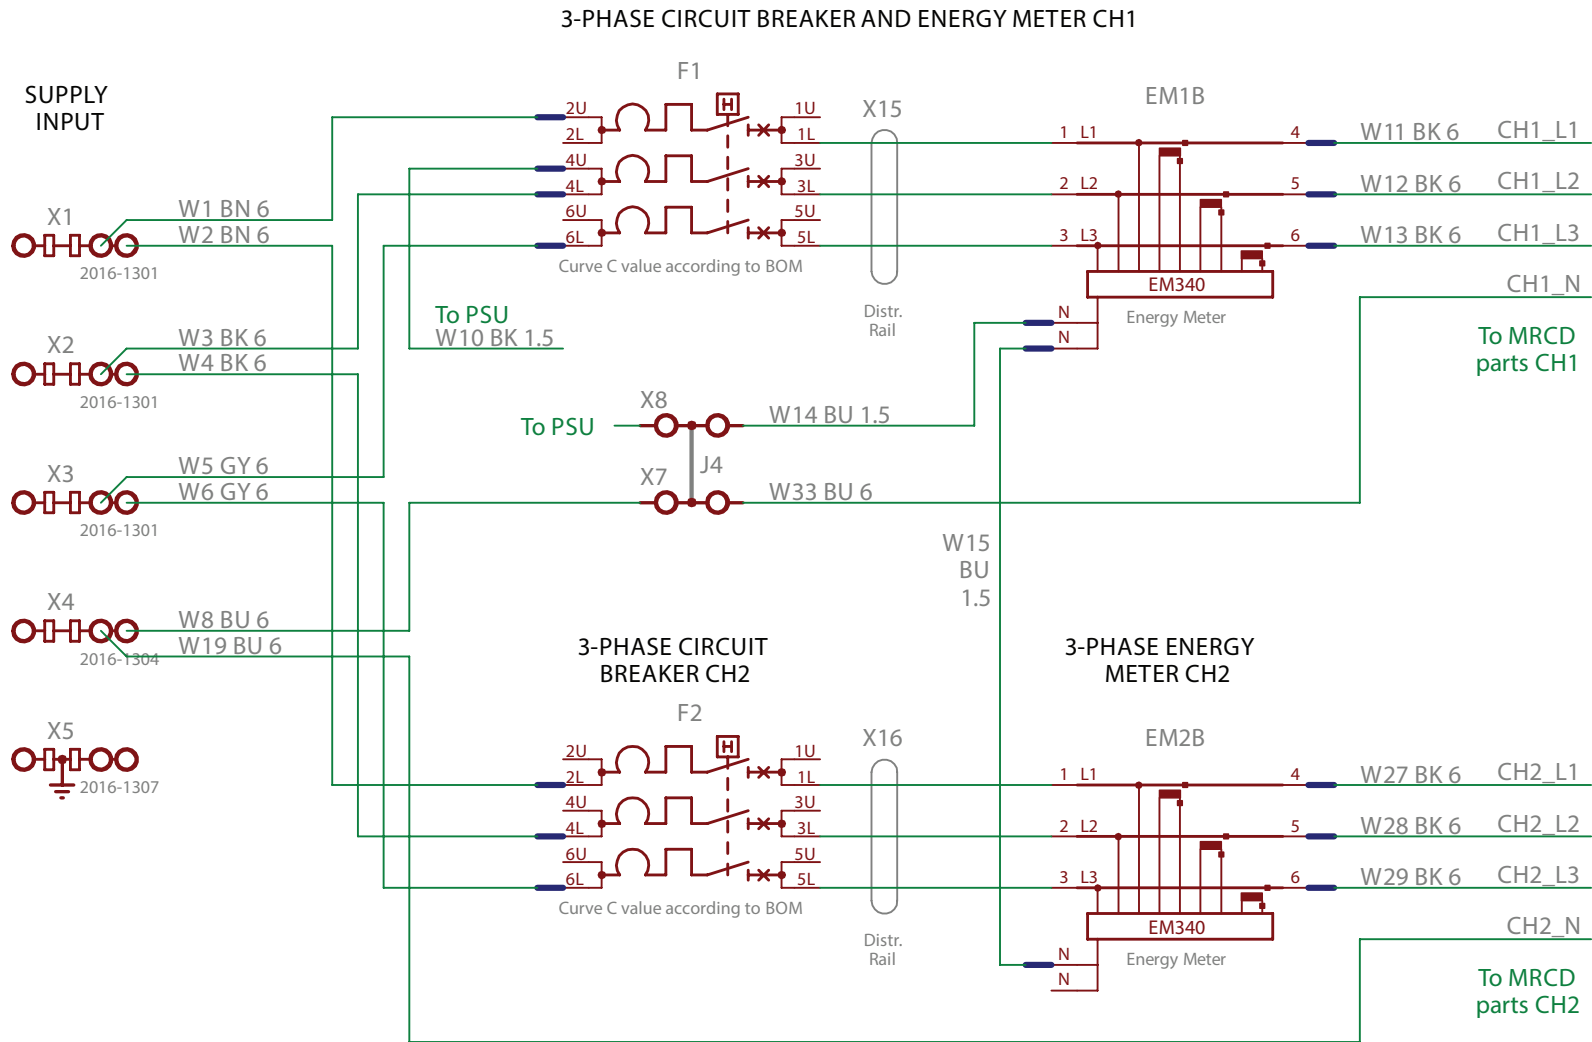 3-PHASE CIRCUIT BREAKER AND ENERGY METER CH1
SUPPLY
INPUT
X1
2016-1301
W1 BN 6
W2 BN 6
X2
2016-1301
W3 BK 6
W4 BK 6
X3
2016-1301
W5 GY 6
W6 GY 6
X4
2016-1304
W8 BU 6
W19 BU 6
X5
2016-1307
F1
H
2U
2L
4U
4L
6U
6L
1U
1L
3U
3L
5U
5L
Curve C value according to BOM
To PSU
W10 BK 1.5
X15
Distr.
Rail
EM1B
1 L1
2 L2
3 L3
4
5
6
EM340
Energy Meter
N
N
W11 BK 6
CH1_L1
W12 BK 6
CH1_L2
W13 BK 6
CH1_L3
CH1_N
To MRCD
parts CH1
To PSU
X8
W14 BU 1.5
J4
X7
W33 BU 6
W15
BU
1.5
3-PHASE CIRCUIT
BREAKER CH2
F2
H
2U
2L
4U
4L
6U
6L
1U
1L
3U
3L
5U
5L
Curve C value according to BOM
X16
Distr.
Rail
3-PHASE ENERGY
METER CH2
EM2B
1 L1
2 L2
3 L3
4
5
6
EM340
Energy Meter
N
N
W27 BK 6
CH2_L1
W28 BK 6
CH2_L2
W29 BK 6
CH2_L3
CH2_N
To MRCD
parts CH2